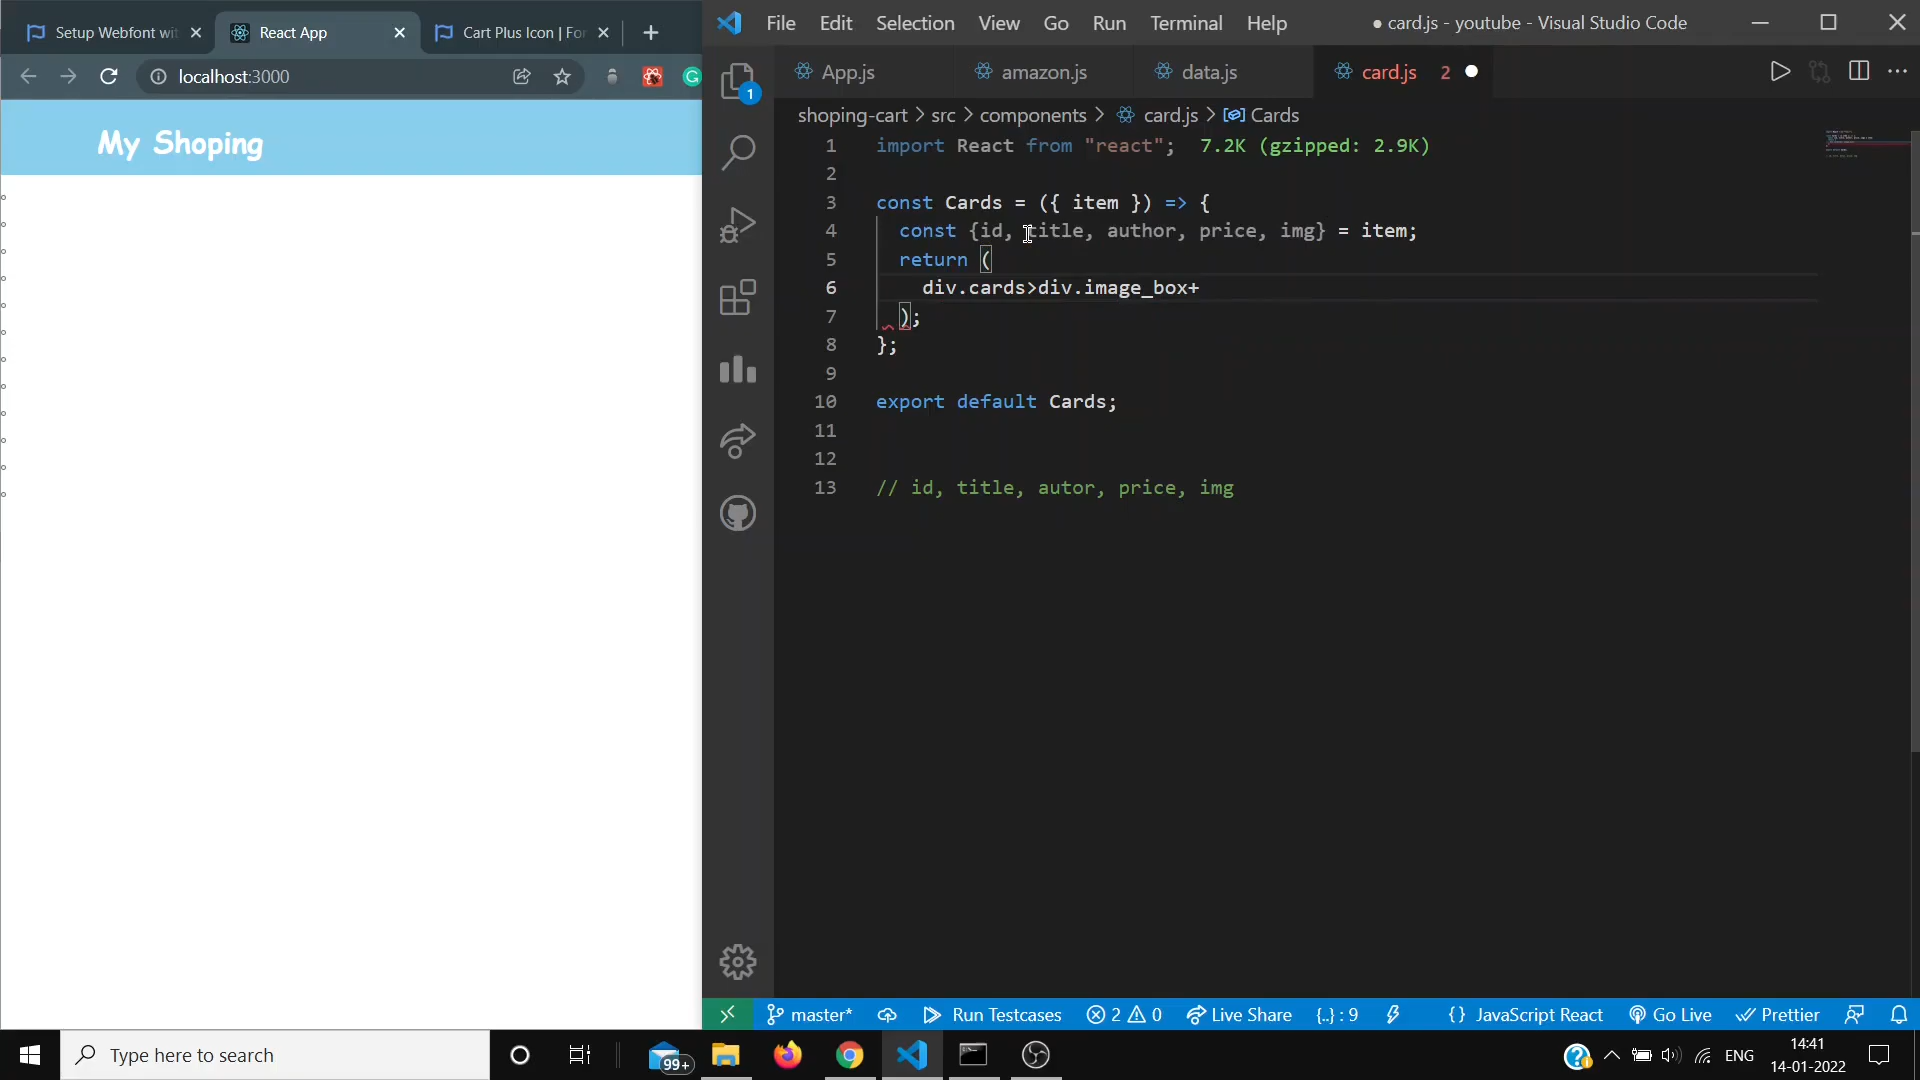 Setup Webfont wit
React App
Cart Plus Icon | For
localhost:3000
My Shoping
File Edit Selection View Go Run Terminal Help
● card.js - youtube - Visual Studio Code
1
App.js
amazon.js
data.js
card.js 2
shoping-cart > src > components > card.js > Cards
1 import React from "react"; 7.2K (gzipped: 2.9K)
2
3 const Cards = ({ item }) => {
4 const {id, title, author, price, img} = item;
5 return (
6 div.cards>div.image_box+
7 );
8 };
9
10 export default Cards;
11
12
13 // id, title, autor, price, img
master* Run Testcases 2 0 Live Share {..} : 9 {} JavaScript React Go Live Prettier
Type here to search
99+
ENG
14:41
14-01-2022